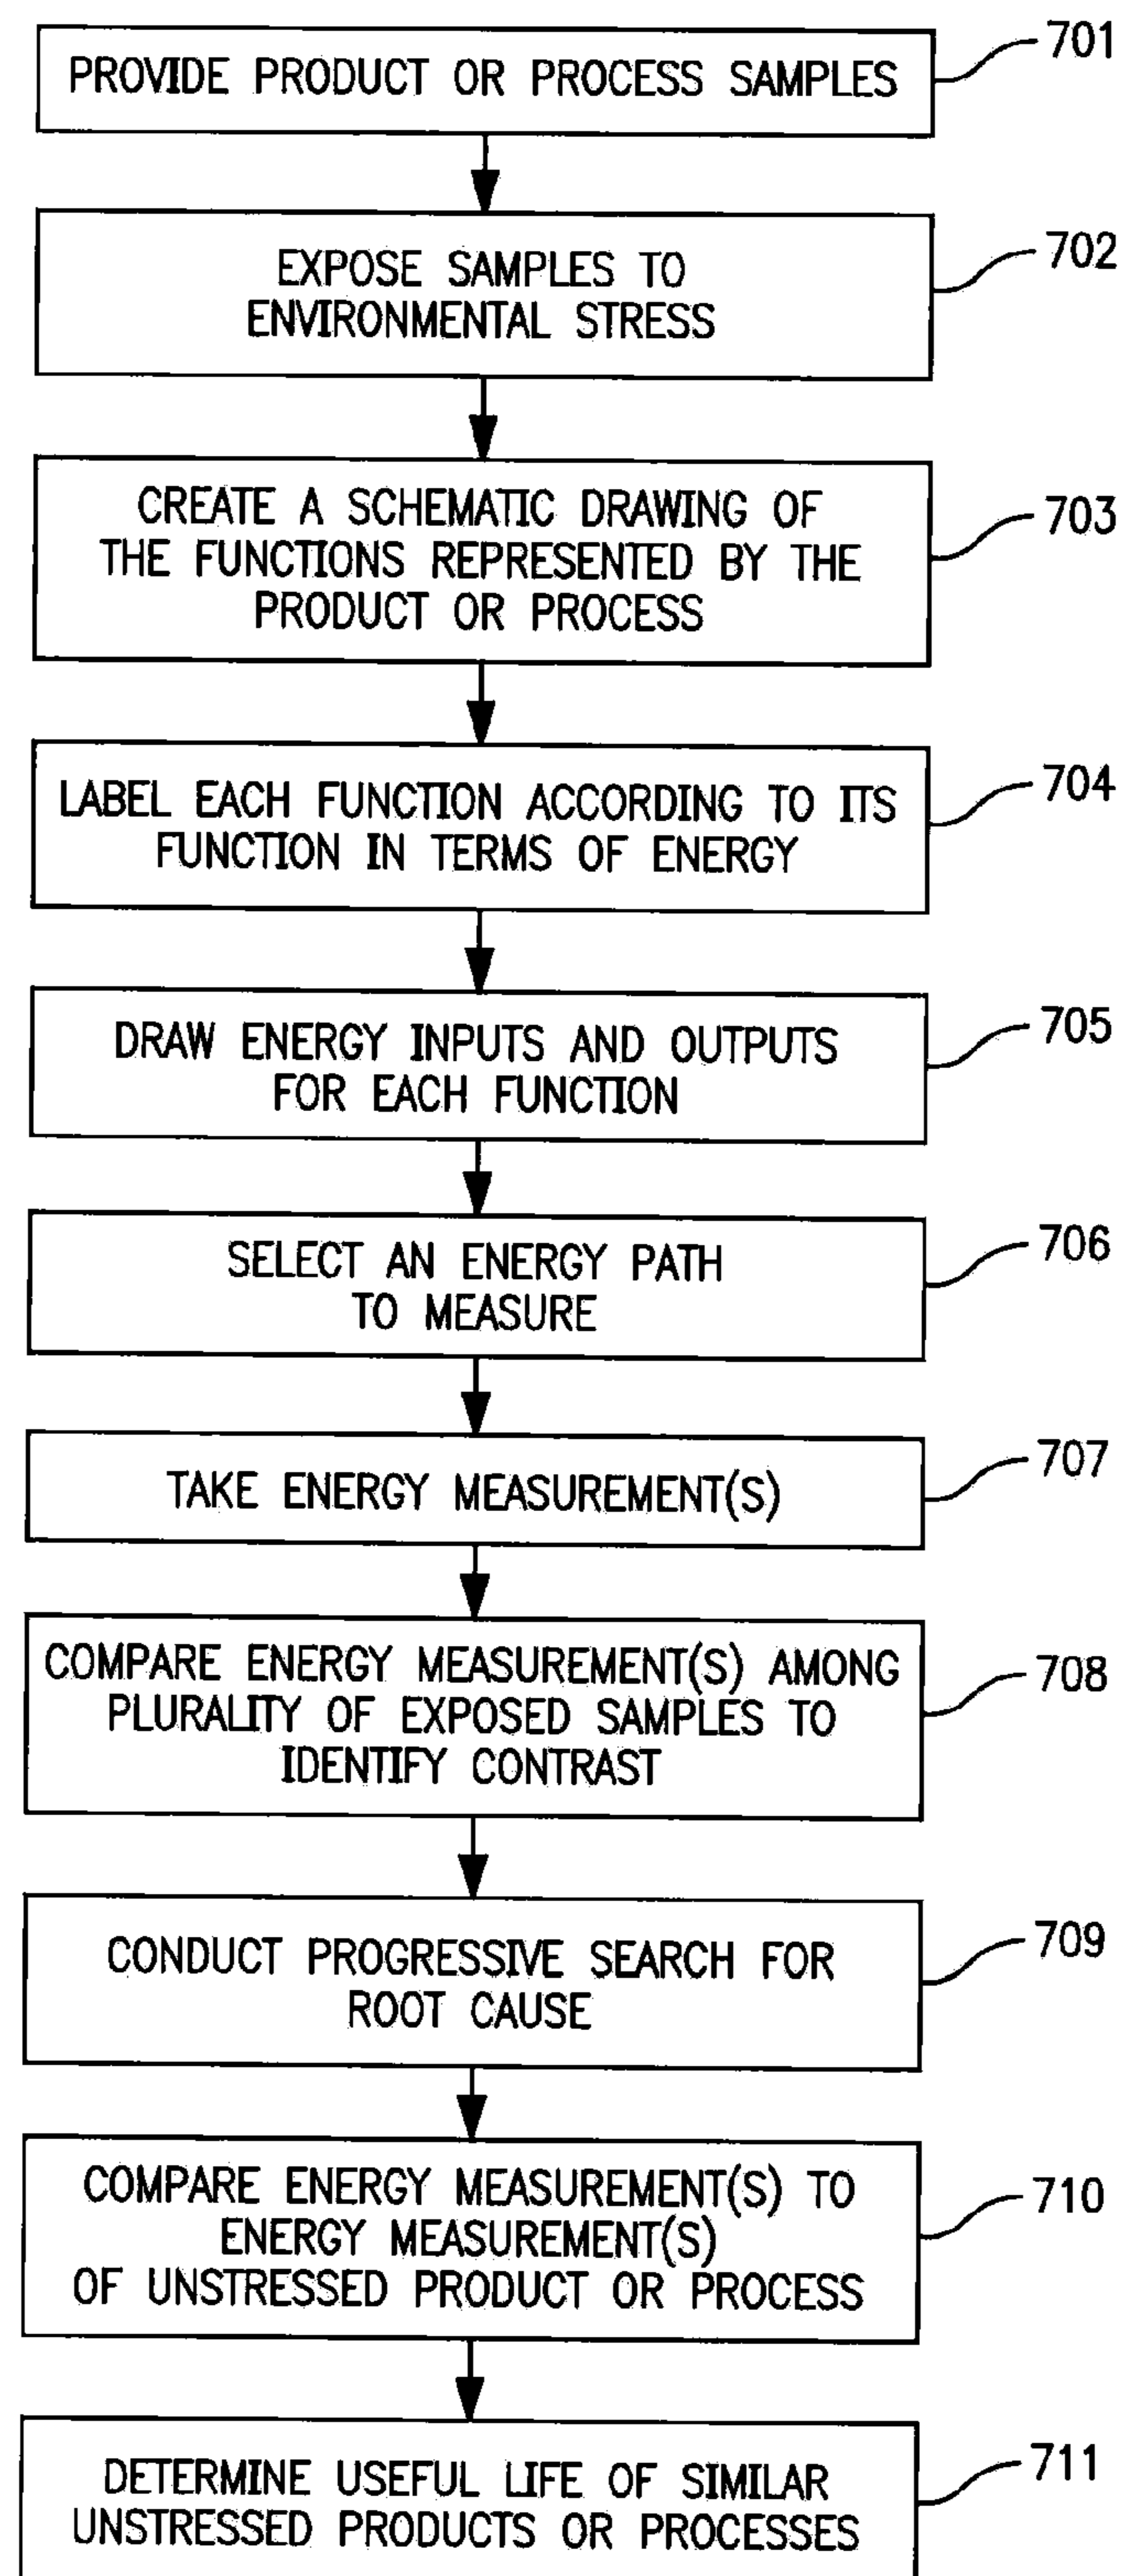 PROVIDE PRODUCT OR PROCESS SAMPLES
701
EXPOSE SAMPLES TO
ENVIRONMENTAL STRESS
702
CREATE A SCHEMATIC DRAWING OF
THE FUNCTIONS REPRESENTED BY THE
PRODUCT OR PROCESS
703
LABEL EACH FUNCTION ACCORDING TO ITS
FUNCTION IN TERMS OF ENERGY
704
DRAW ENERGY INPUTS AND OUTPUTS
FOR EACH FUNCTION
705
SELECT AN ENERGY PATH
TO MEASURE
706
TAKE ENERGY MEASUREMENT(S)
707
COMPARE ENERGY MEASUREMENT(S) AMONG
PLURALITY OF EXPOSED SAMPLES TO
IDENTIFY CONTRAST
708
CONDUCT PROGRESSIVE SEARCH FOR
ROOT CAUSE
709
COMPARE ENERGY MEASUREMENT(S) TO
ENERGY MEASUREMENT(S)
OF UNSTRESSED PRODUCT OR PROCESS
710
DETERMINE USEFUL LIFE OF SIMILAR
UNSTRESSED PRODUCTS OR PROCESSES
711